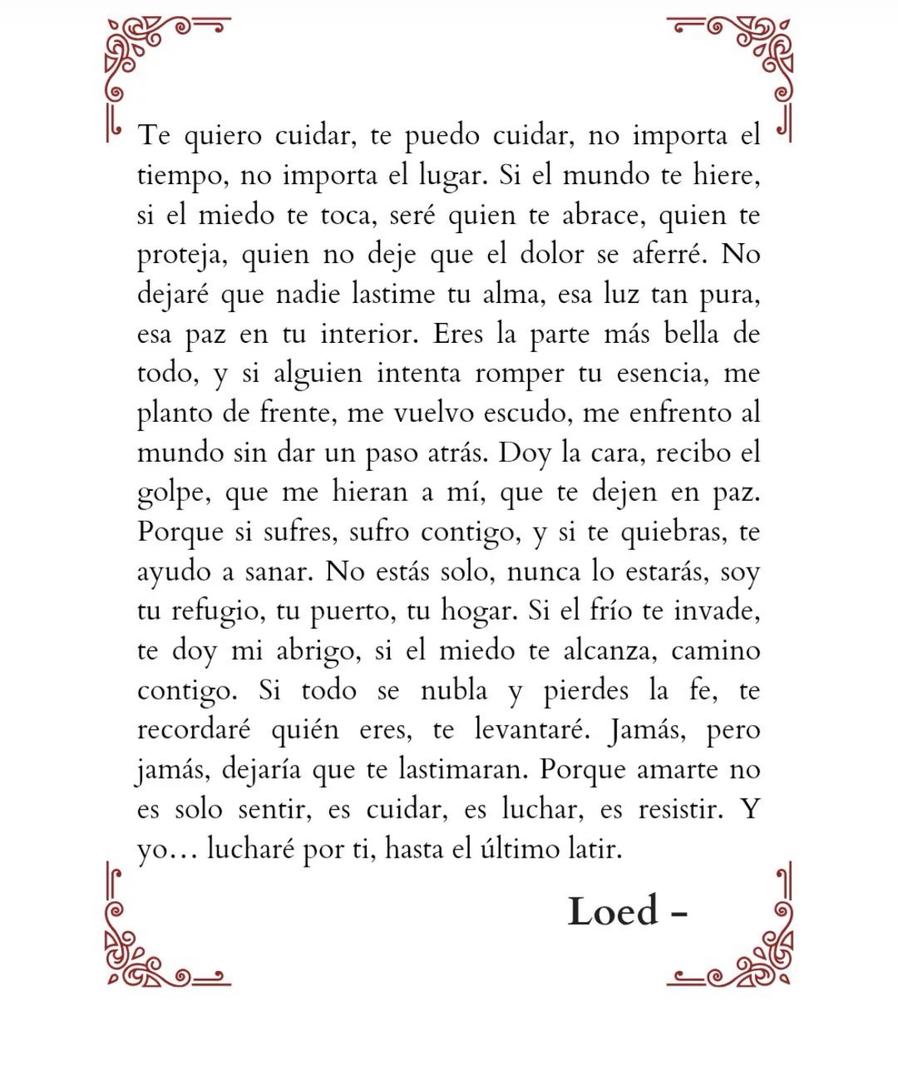 Te quiero cuidar, te puedo cuidar, no importa el
tiempo, no importa el lugar. Si el mundo te hiere,
si el miedo te toca, seré quien te abrace, quien te
proteja, quien no deje que el dolor se aferré. No
dejaré que nadie lastime tu alma, esa luz tan pura,
esa paz en tu interior. Eres la parte más bella de
todo, y si alguien intenta romper tu esencia, me
planto de frente, me vuelvo escudo, me enfrento al
mundo sin dar un paso atrás. Doy la cara, recibo el
golpe, que me hieran a mí, que te dejen en paz.
Porque si sufres, sufro contigo, y si te quiebras, te
ayudo a sanar. No estás solo, nunca lo estarás, soy
tu refugio, tu puerto, tu hogar. Si el frío te invade,
te doy mi abrigo, si el miedo te alcanza, camino
contigo. Si todo se nubla y pierdes la fe, te
recordaré quién eres, te levantaré. Jamás, pero
jamás, dejaría que te lastimaran. Porque amarte no
es solo sentir, es cuidar, es luchar, es resistir. Y
yo… lucharé por ti, hasta el último latir.
Loed -